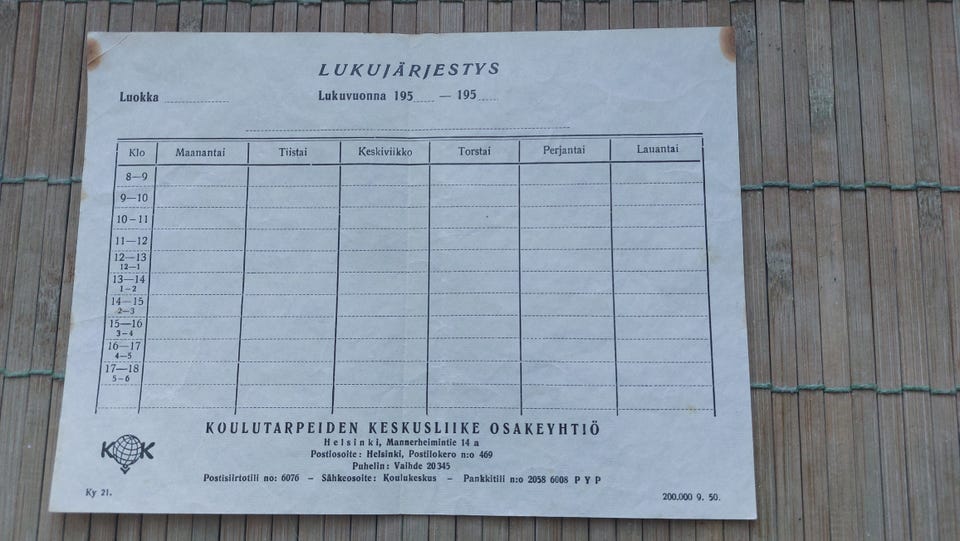 LUKUJÄRJESTYS
Luokka
Lukuvuonna 195 — 195
Klo Maanantai Tiistai Keskiviikko Torstai Perjantai Lauantai
8—9
9—10
10—11
11—12
12—13
12—1
13—14
1—2
14—15
2—3
15—16
3—4
16—17
4—5
17—18
5—6
KOULUTARPEIDEN KESKUSLIIKE OSAKEYHTIÖ
Helsinki, Mannerheimintie 14 a
Postiosoite: Helsinki, Postilokero n:o 469
Puhelin: Vaihde 20345
Postisiirtotili no: 6076 – Sähkeosoite: Koulukeskus – Pankkitili n:o 2058 6008 P Y P
K K
Ky 21.
200.000 9. 50.